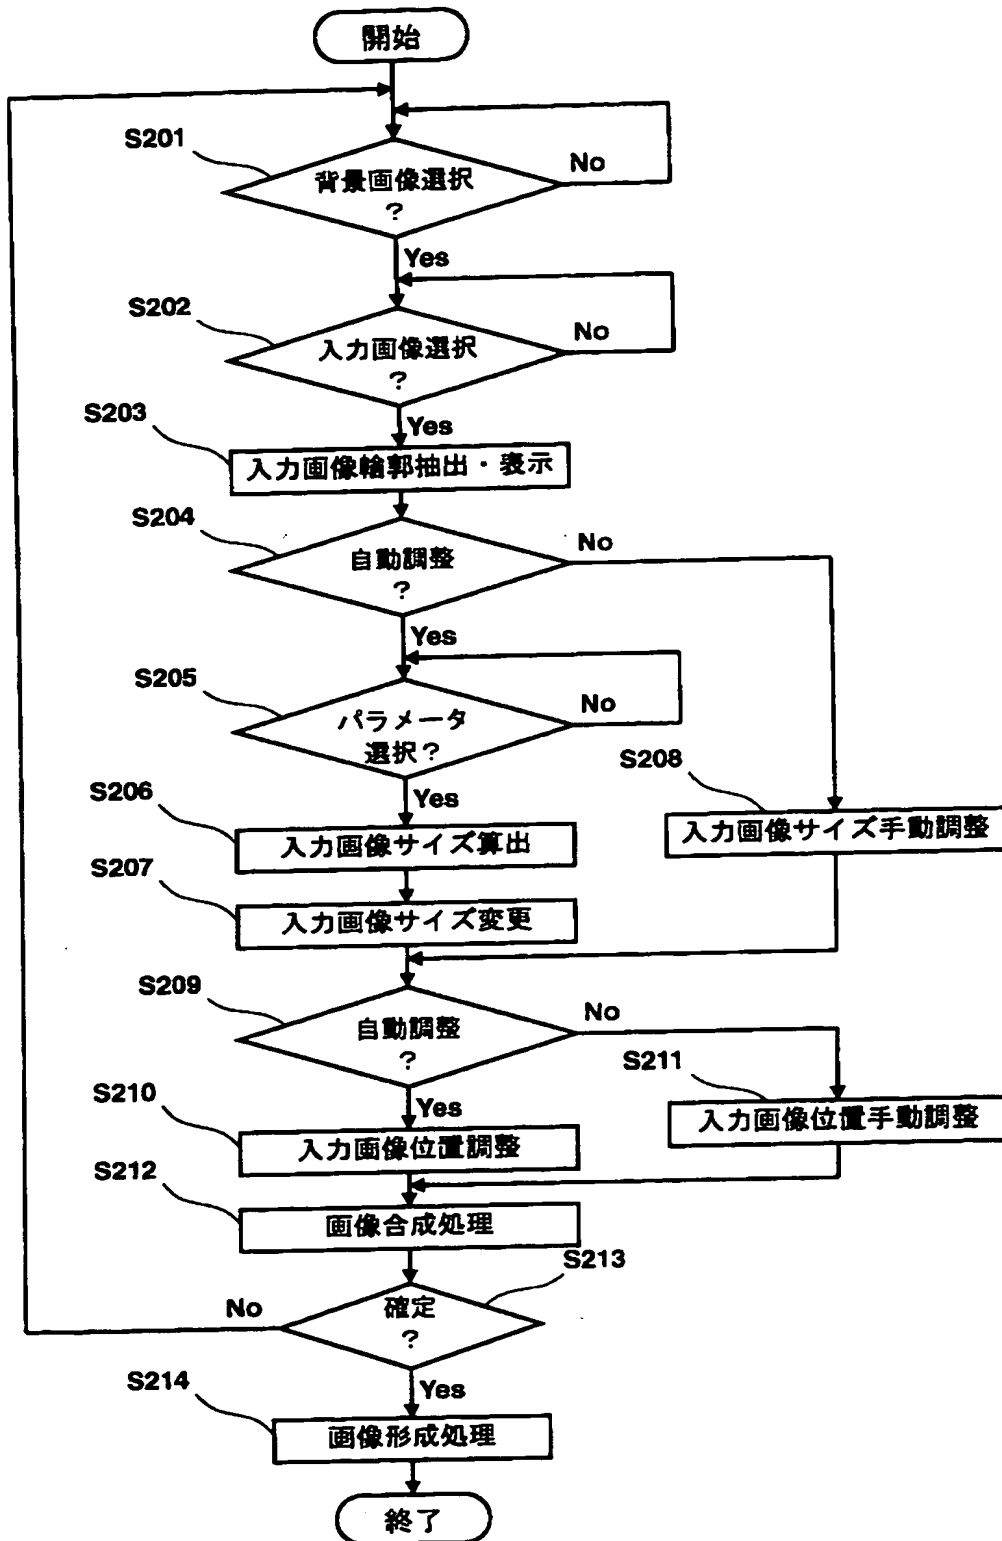 開始
S201
背景画像選択
?
No
Yes
S202
入力画像選択
?
No
Yes
S203
入力画像輪郭抽出・表示
S204
自動調整
?
No
Yes
S205
パラメータ
選択?
No
Yes
S206
入力画像サイズ算出
S208
入力画像サイズ手動調整
S207
入力画像サイズ変更
S209
自動調整
?
No
Yes
S210
入力画像位置調整
S211
入力画像位置手動調整
S212
画像合成処理
S213
確定
?
No
Yes
S214
画像形成処理
終了